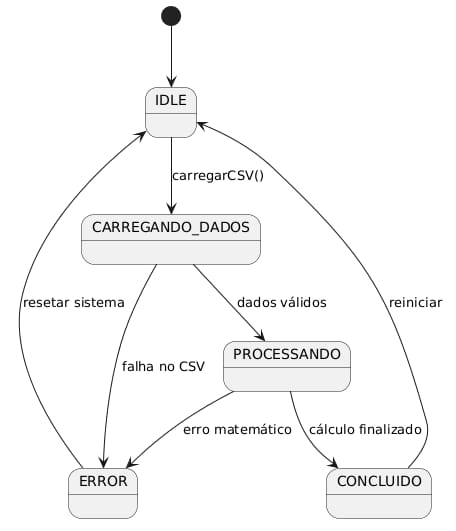 IDLE
carregarCSV()
CARREGANDO_DADOS
resetar sistema
dados válidos
reiniciar
PROCESSANDO
falha no CSV
erro matemático
cálculo finalizado
ERROR
CONCLUIDO